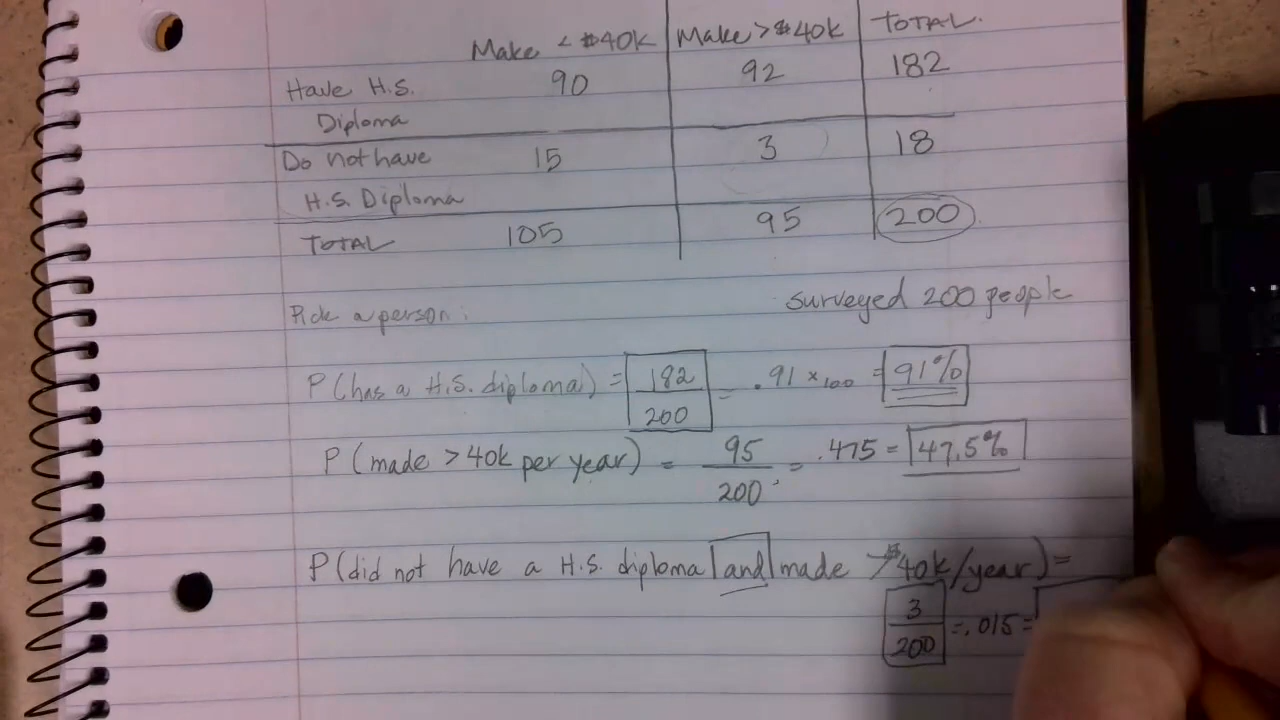 Make < $40K Make > $40K TOTAL.
Have H.S. 90 92 182
Diploma
Do not have 15 3 18
H.S. Diploma
TOTAL 105 95 200
Pick a person: surveyed 200 people
P(has a H.S. diploma) = 182/200 = .91 x100 = 91%
P(made >40k per year) = 95/200 = .475 = 47.5%
P(did not have a H.S. diploma and made >$40k/year) =
3/200 = .015 =